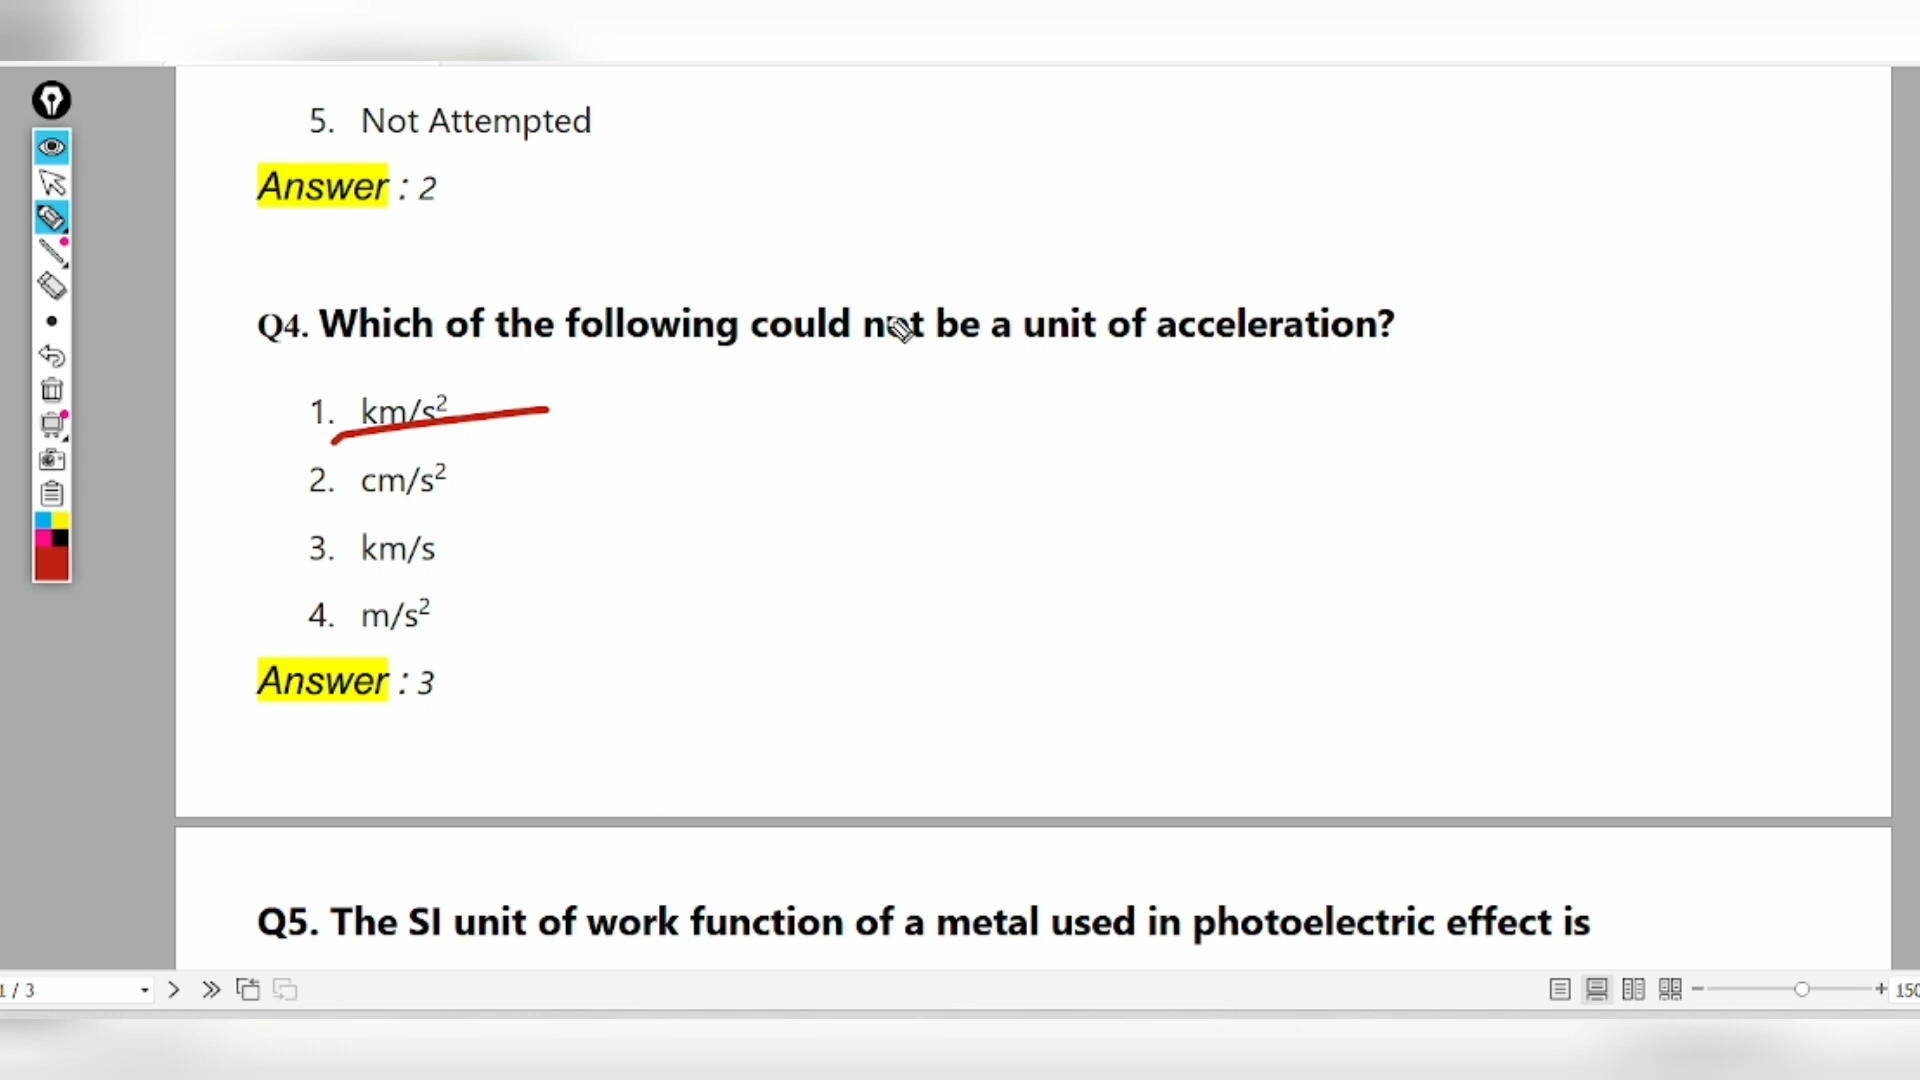 5. Not Attempted
Answer : 2
Q4. Which of the following could not be a unit of acceleration?
1. km/s²
2. cm/s²
3. km/s
4. m/s²
Answer : 3
Q5. The SI unit of work function of a metal used in photoelectric effect is
1 / 3
150